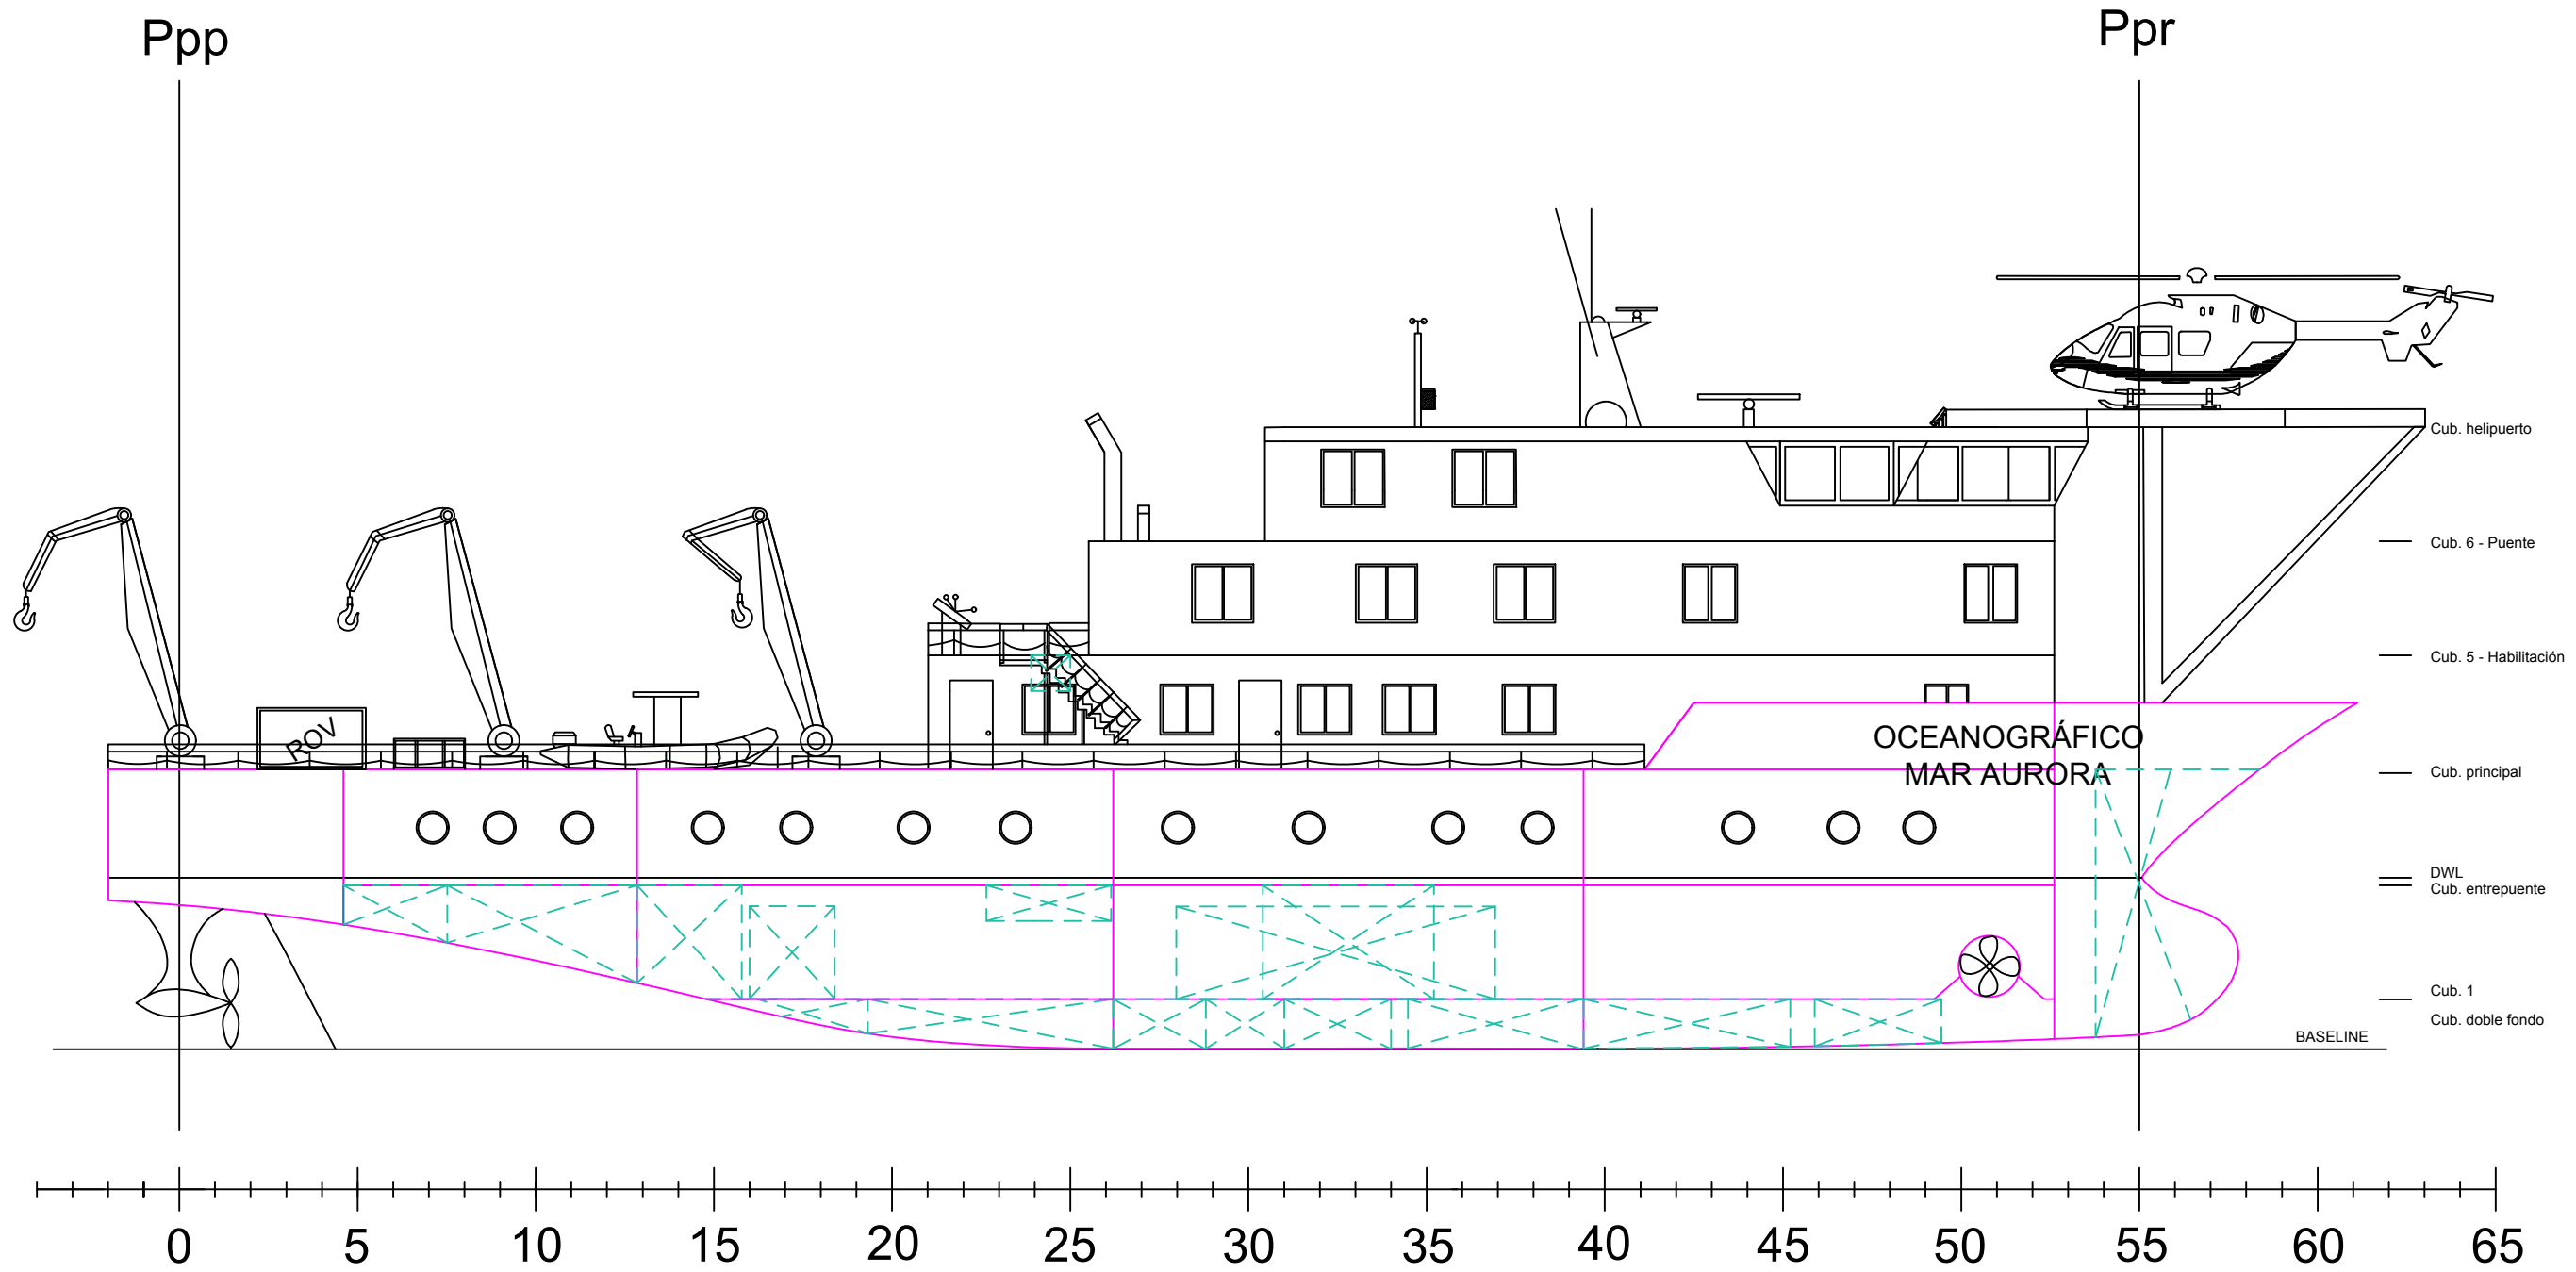 Ppp
Ppr
Cub. helipuerto
Cub. 6 - Puente
Cub. 5 - Habilitación
ROV
OCEANOGRÁFICO
MAR AURORA
Cub. principal
DWL
Cub. entrepuente
Cub. 1
Cub. doble fondo
BASELINE
0 5 10 15 20 25 30 35 40 45 50 55 60 65